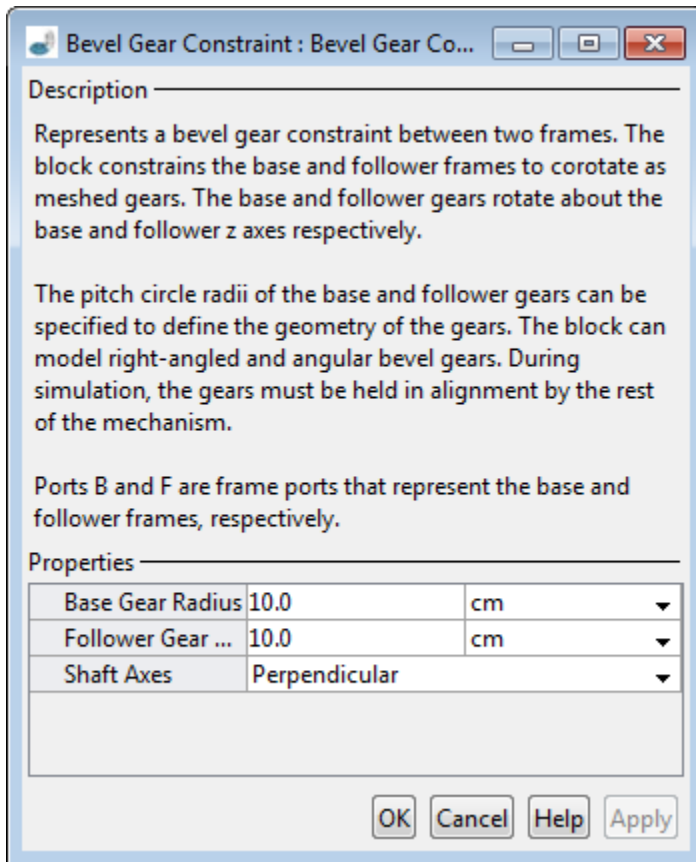 Bevel Gear Constraint : Bevel Gear Co...
Description
Represents a bevel gear constraint between two frames. The
block constrains the base and follower frames to corotate as
meshed gears. The base and follower gears rotate about the
base and follower z axes respectively.
The pitch circle radii of the base and follower gears can be
specified to define the geometry of the gears. The block can
model right-angled and angular bevel gears. During
simulation, the gears must be held in alignment by the rest
of the mechanism.
Ports B and F are frame ports that represent the base and
follower frames, respectively.
Properties
Base Gear Radius 10.0 cm
Follower Gear ... 10.0 cm
Shaft Axes Perpendicular
OK Cancel Help Apply